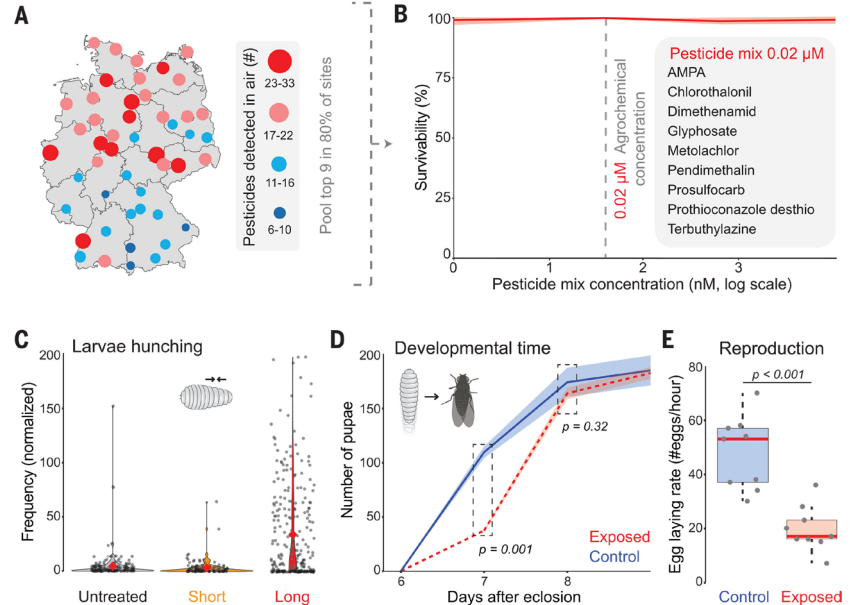 A
Pesticides detected in air (#)
23-33
17-22
11-16
6-10
Pool top 9 in 80% of sites
B
Survivability (%)
100
75
50
25
0
0
1
2
3
Pesticide mix concentration (nM, log scale)
0.02 µM Agrochemical
concentration
Pesticide mix 0.02 µM
AMPA
Chlorothalonil
Dimethenamid
Glyphosate
Metolachlor
Pendimethalin
Prosulfocarb
Prothioconazole desthio
Terbuthylazine
C
Larvae hunching
Frequency (normalized)
200
150
100
50
0
Untreated
Short
Long
D
Developmental time
Number of pupae
200
150
100
50
0
p = 0.32
p = 0.001
Exposed
Control
6
7
8
Days after eclosion
E
Reproduction
Egg laying rate (#eggs/hour)
80
60
40
20
0
p < 0.001
Control
Exposed